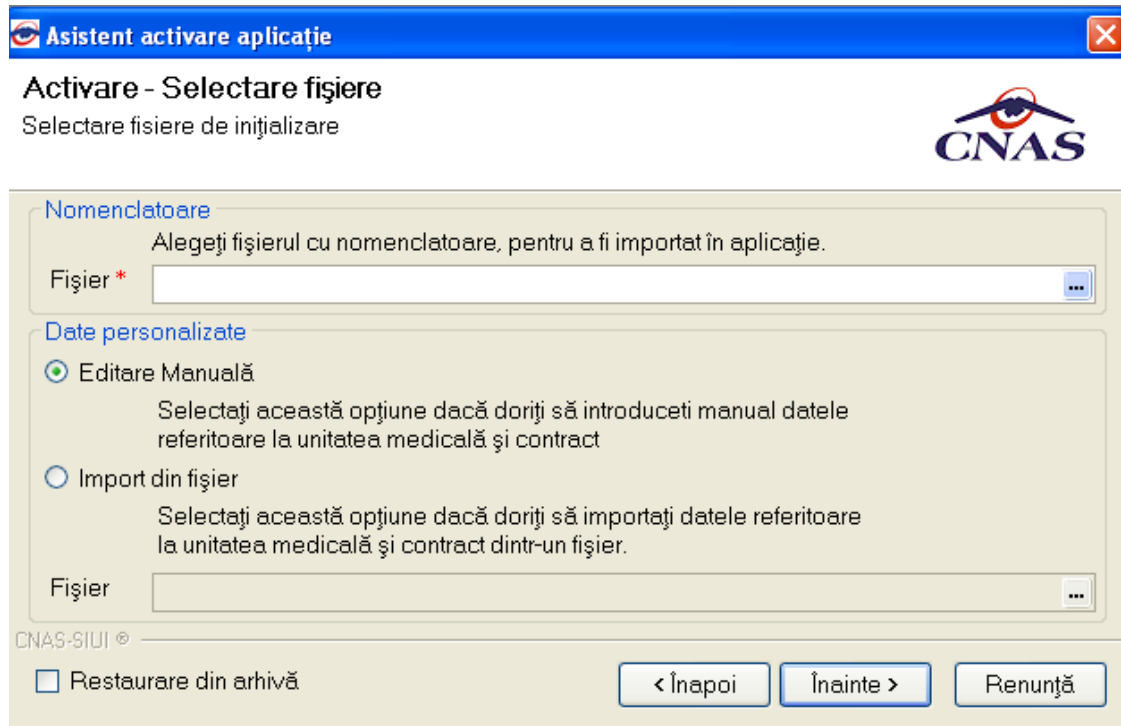 Asistent activare aplicație
Activare - Selectare fişiere
Selectare fisiere de iniţializare
CNAS
Nomenclatoare
Alegeţi fişierul cu nomenclatoare, pentru a fi importat în aplicaţie.
Fişier *
...
Date personalizate
Editare Manuală
Selectaţi această opţiune dacă doriţi să introduceti manual datele
referitoare la unitatea medicală şi contract
Import din fişier
Selectaţi această opţiune dacă doriţi să importaţi datele referitoare
la unitatea medicală şi contract dintr-un fişier.
Fişier
...
CNAS-SIUI ®
Restaurare din arhivă
< Înapoi
Înainte >
Renunţă